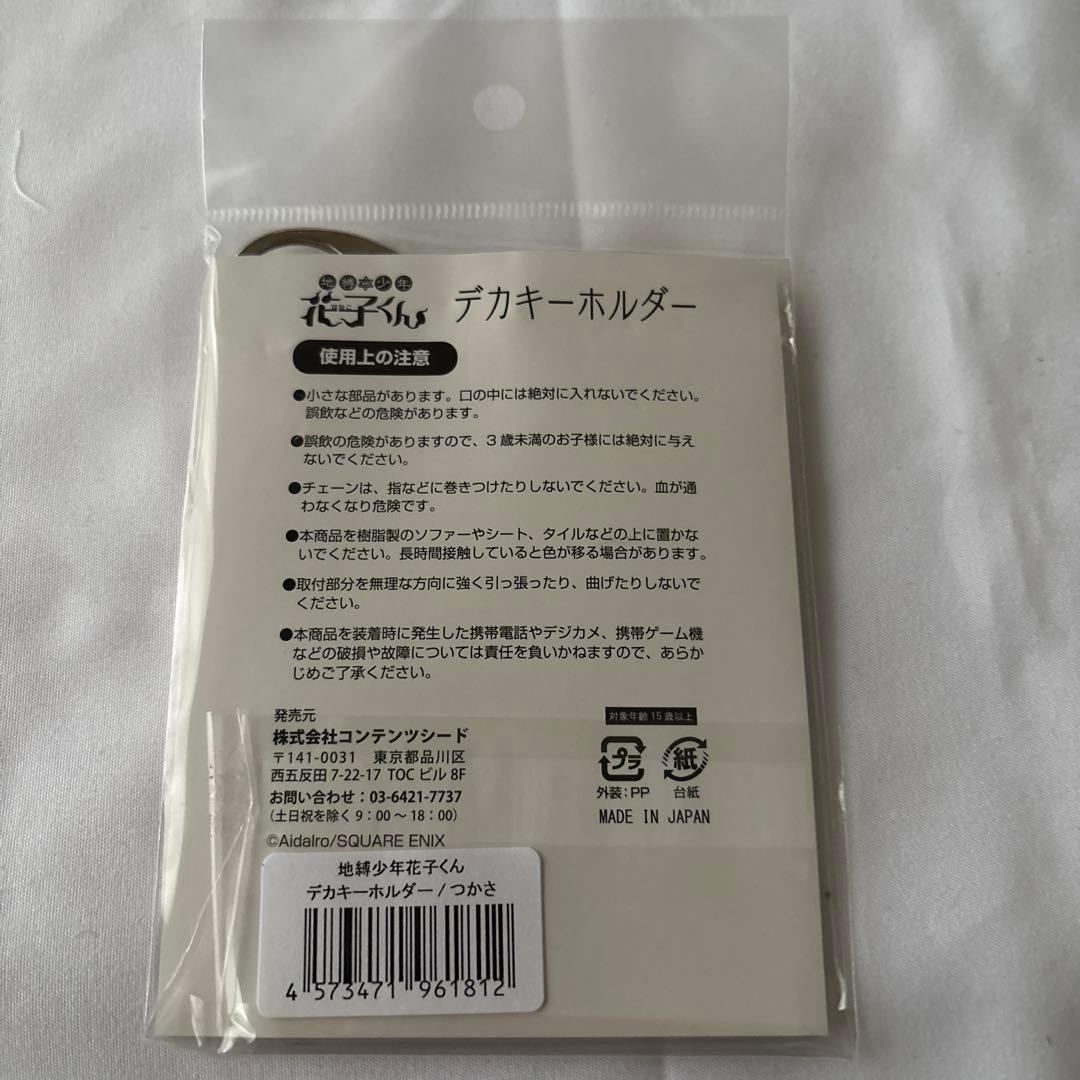 地縛少年
花子くん デカキーホルダー
はなこ
使用上の注意
●小さな部品があります。口の中には絶対に入れないでください。
誤飲などの危険があります。
●誤飲の危険がありますので、3歳未満のお子様には絶対に与え
ないでください。
●チェーンは、指などに巻きつけたりしないでください。血が通
わなくなり危険です。
●本商品を樹脂製のソファーやシート、タイルなどの上に置かな
いでください。長時間接触していると色が移る場合があります。
●取付部分を無理な方向に強く引っ張ったり、曲げたりしないで
ください。
●本商品を装着時に発生した携帯電話やデジカメ、携帯ゲーム機
などの破損や故障については責任を負いかねますので、あらか
じめご了承ください。
発売元
株式会社コンテンツシード
〒141-0031 東京都品川区
西五反田 7-22-17 TOC ビル 8F
お問い合わせ：03-6421-7737
（土日祝を除く 9：00 〜 18：00）
©AidaIro/SQUARE ENIX
対象年齢 15 歳以上
プラ 紙
外装：PP 台紙
MADE IN JAPAN
地縛少年花子くん
デカキーホルダー / つかさ
4 573471 961812